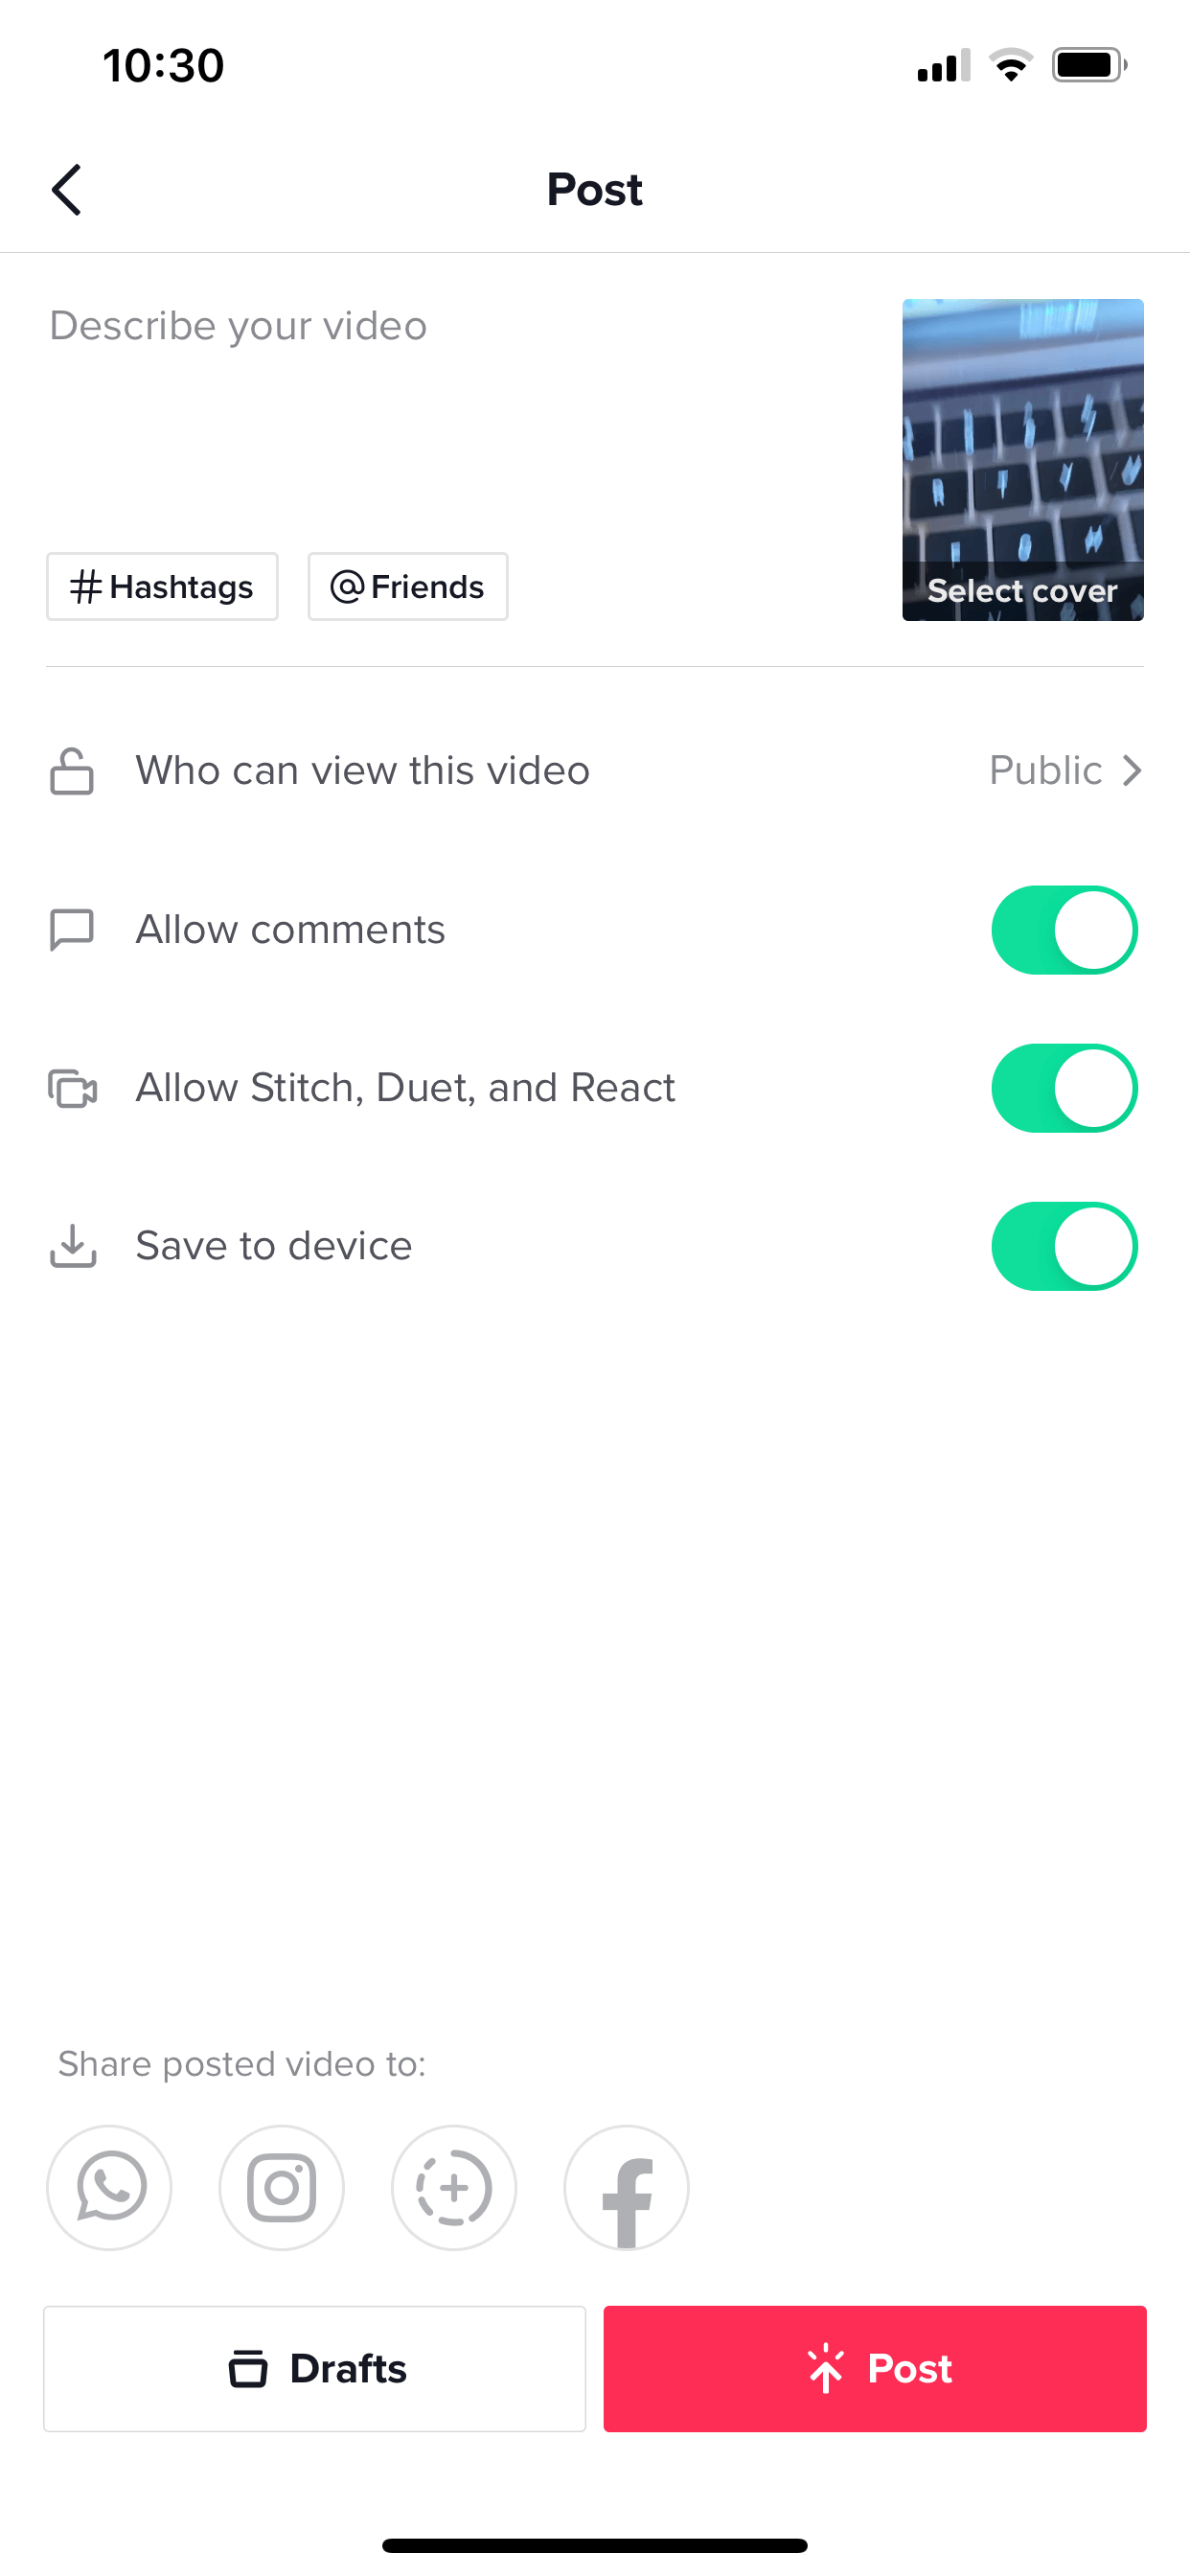 10:30
Post
Describe your video
# Hashtags
@ Friends
Select cover
Who can view this video
Public
Allow comments
Allow Stitch, Duet, and React
Save to device
Share posted video to:
Drafts
Post